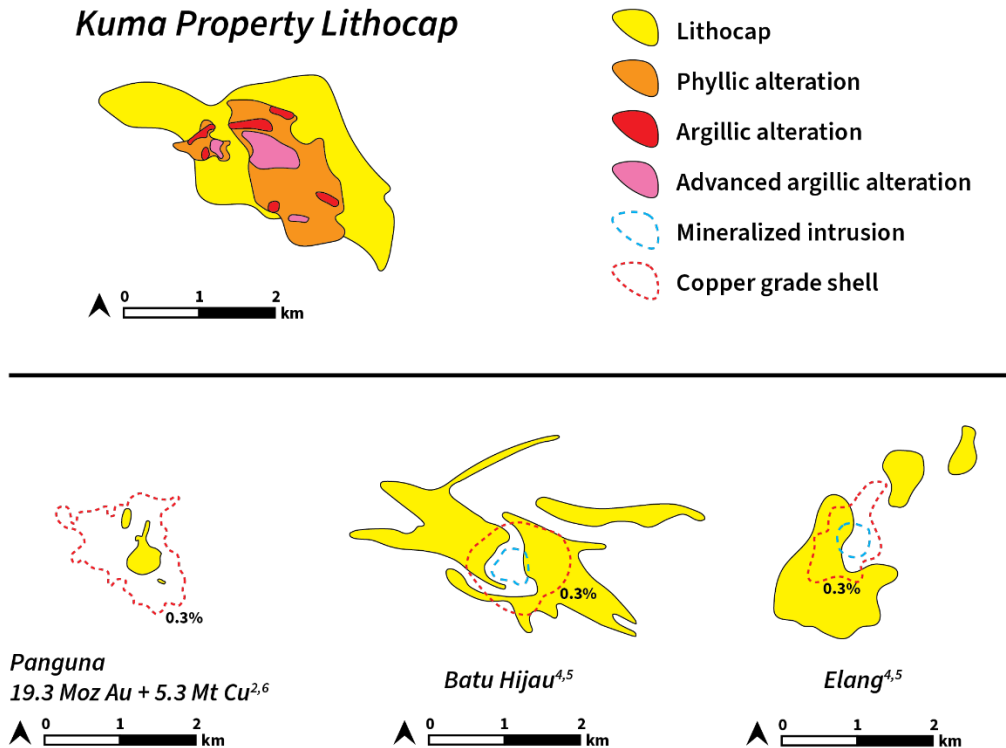 Kuma Property Lithocap
Lithocap
Phyllic alteration
Argillic alteration
Advanced argillic alteration
Mineralized intrusion
Copper grade shell
0 1 2
km
0.3%
0.3%
0.3%
Panguna
19.3 Moz Au + 5.3 Mt Cu2,6
Batu Hijau4,5
Elang4,5
0 1 2
km
0 1 2
km
0 1 2
km